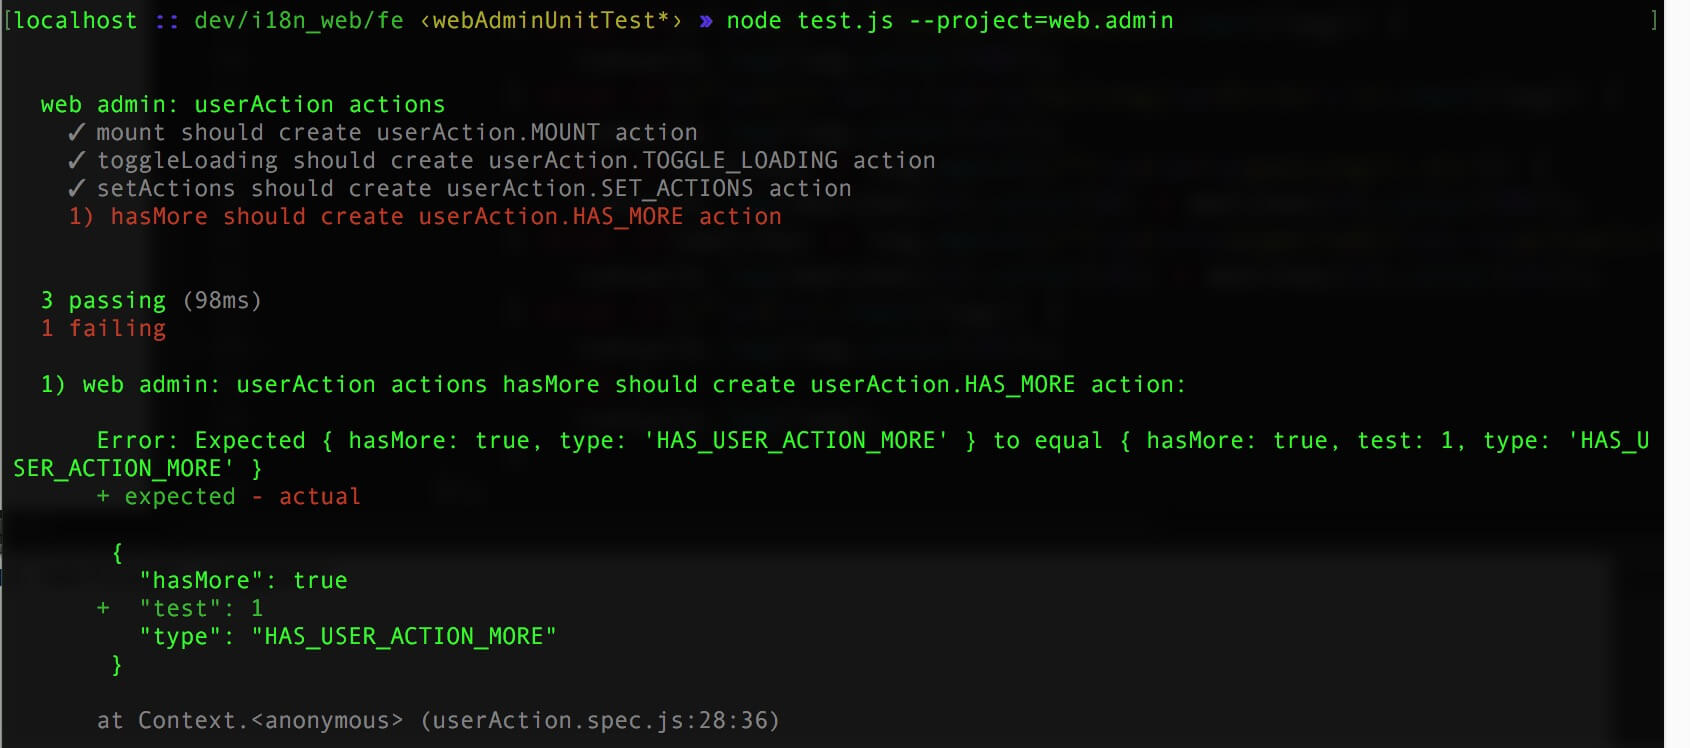 [localhost :: dev/i18n_web/fe ‹webAdminUnitTest*› » node test.js --project=web.admin ]
web admin: userAction actions
✓ mount should create userAction.MOUNT action
✓ toggleLoading should create userAction.TOGGLE_LOADING action
✓ setActions should create userAction.SET_ACTIONS action
1) hasMore should create userAction.HAS_MORE action
3 passing (98ms)
1 failing
1) web admin: userAction actions hasMore should create userAction.HAS_MORE action:
Error: Expected { hasMore: true, type: 'HAS_USER_ACTION_MORE' } to equal { hasMore: true, test: 1, type: 'HAS_U
SER_ACTION_MORE' }
+ expected - actual
{
"hasMore": true
+ "test": 1
"type": "HAS_USER_ACTION_MORE"
}
at Context.<anonymous> (userAction.spec.js:28:36)